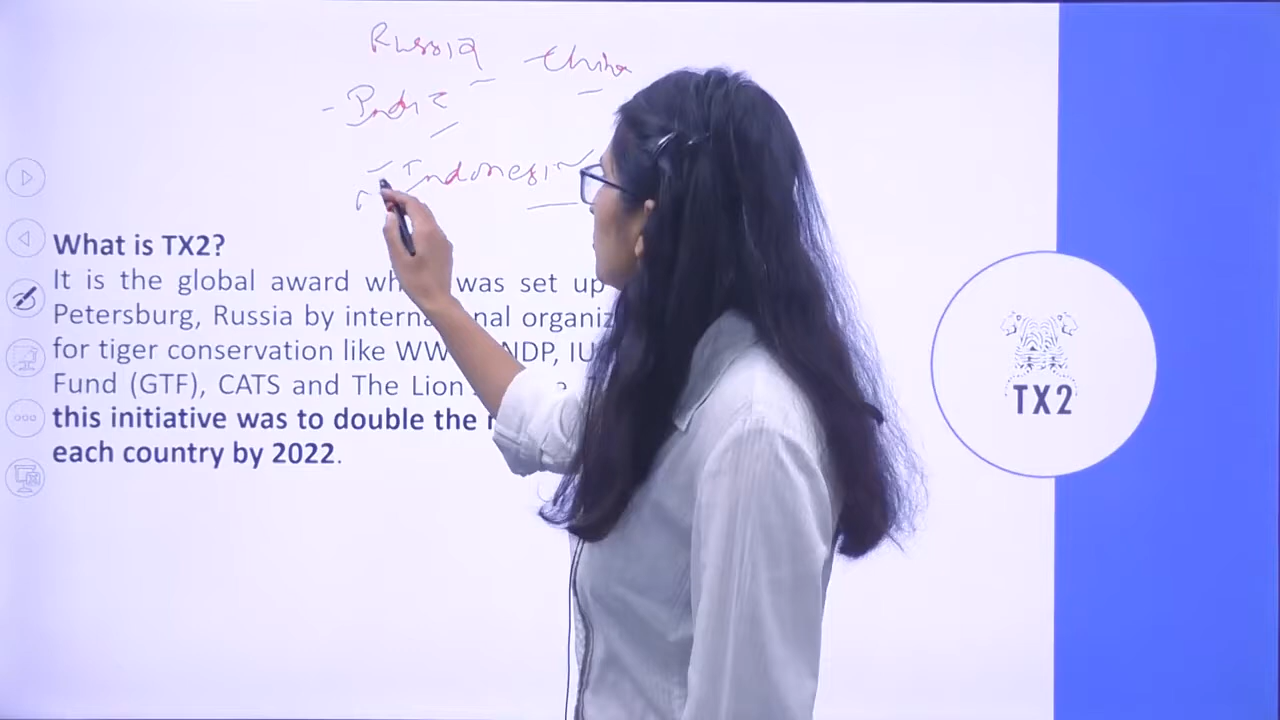 Russia China
India
Indonesia
What is TX2?
It is the global award wh was set up
Petersburg, Russia by intern nal organiz
for tiger conservation like WW NDP, IU
Fund (GTF), CATS and The Lion
this initiative was to double the
each country by 2022.
TX2